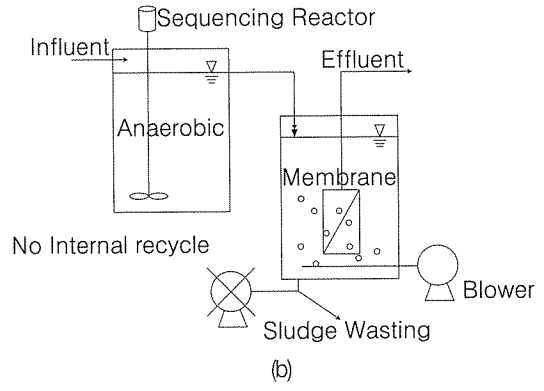 Sequencing Reactor
Influent
Effluent
Anaerobic
Membrane
No Internal recycle
Blower
Sludge Wasting
(b)